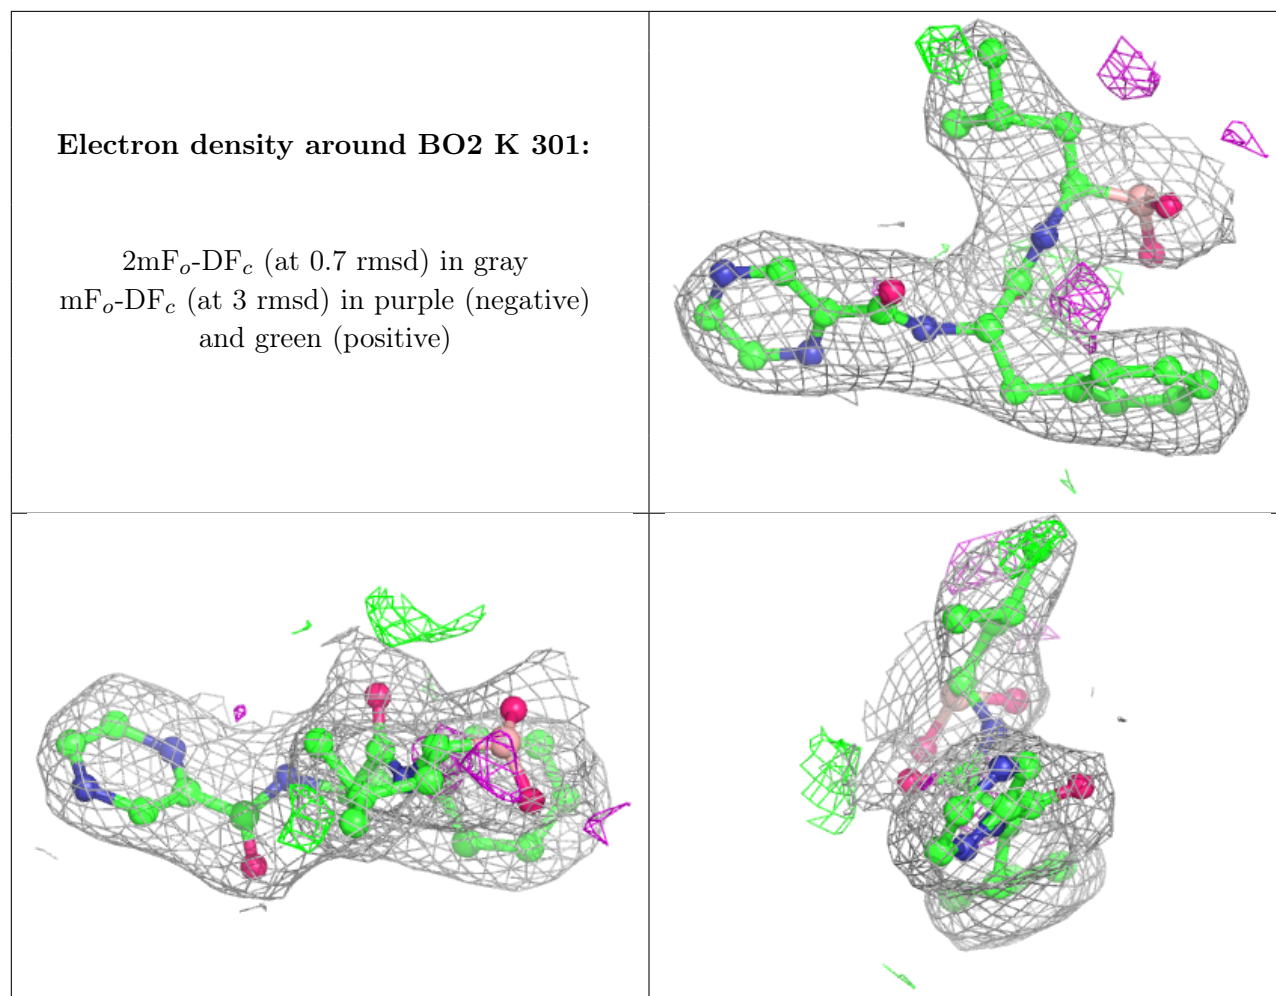 Electron density around BO2 K 301:
2mFo-DFc (at 0.7 rmsd) in gray
mFo-DFc (at 3 rmsd) in purple (negative)
and green (positive)